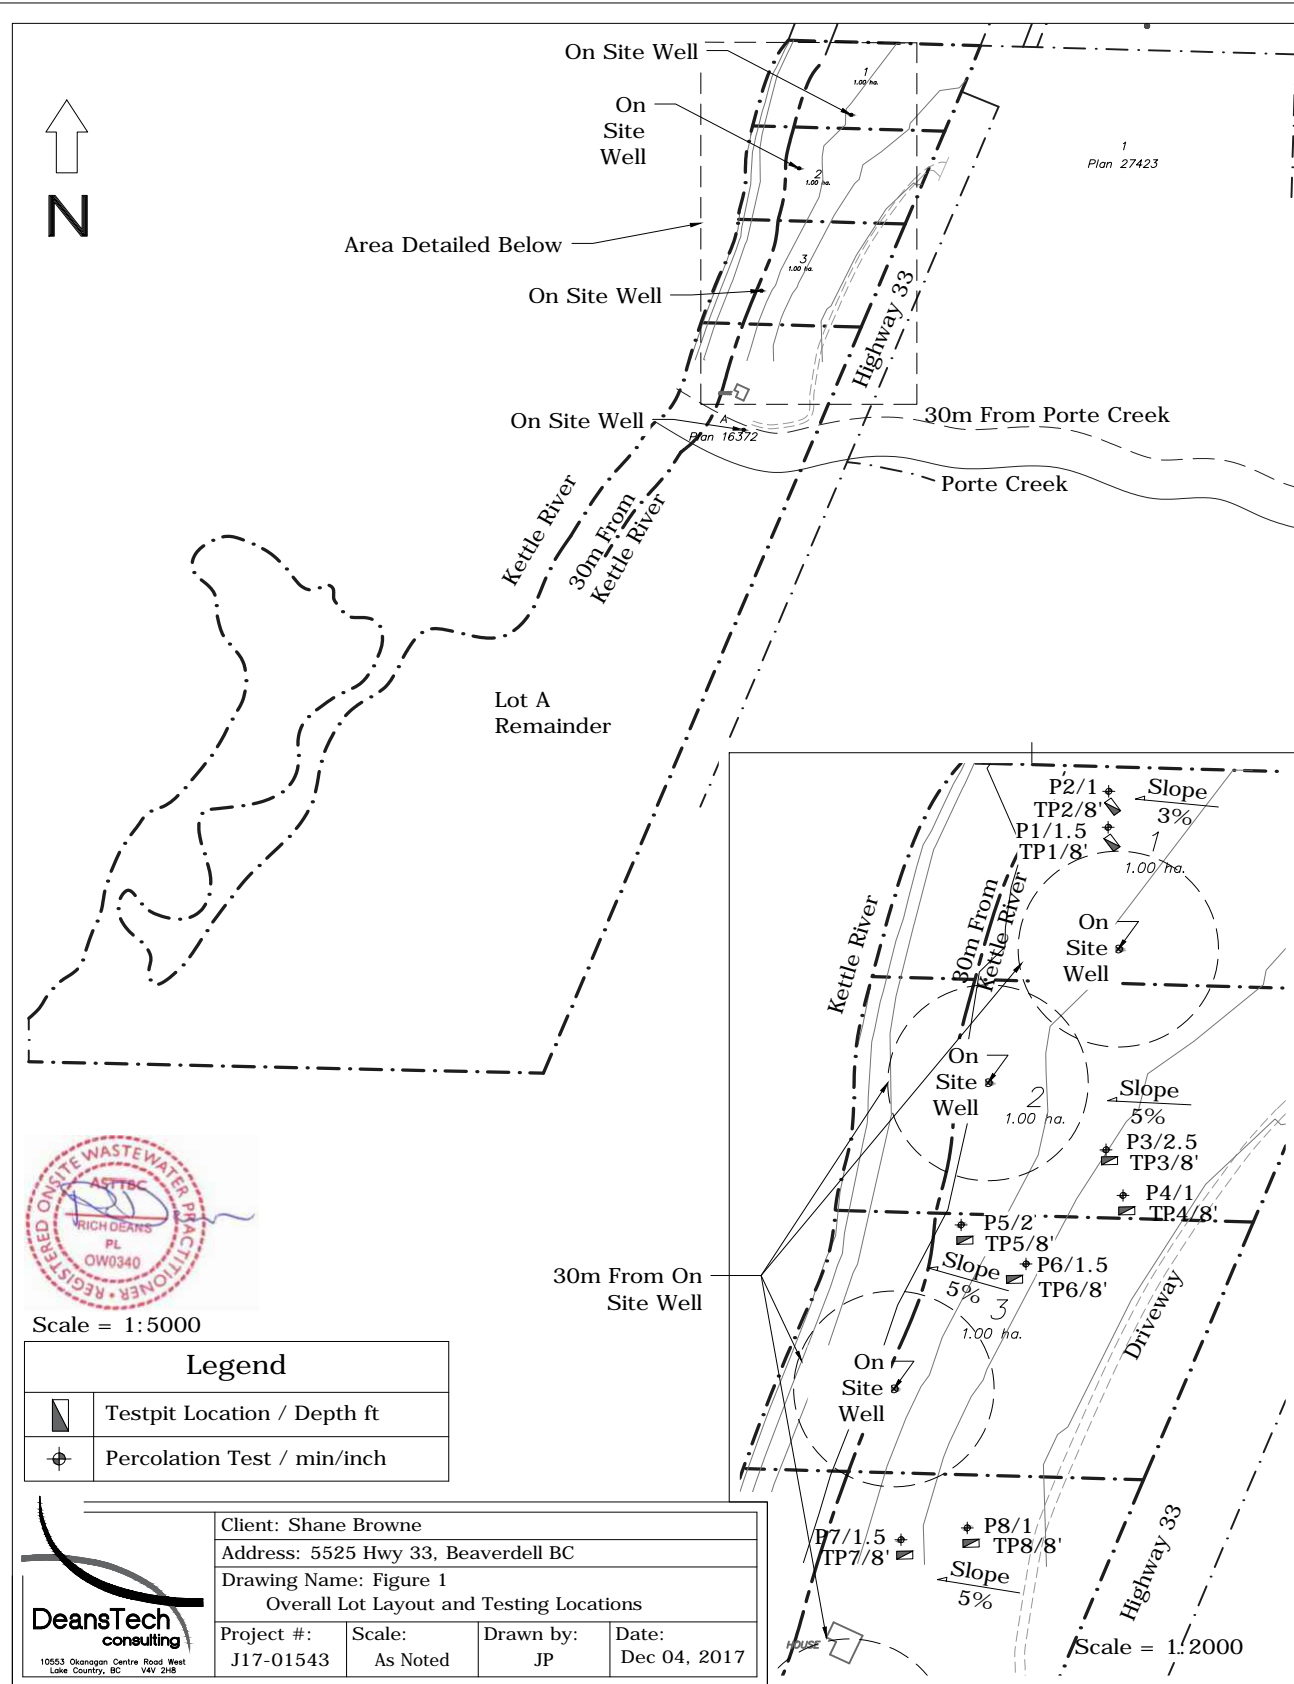 On Site Well
On
Site
Well
1
1.00 ha.
2
1.00 ha.
3
1.00 ha.
1
Plan 27423
N
Area Detailed Below
On Site Well
Highway 33
On Site Well
A
Plan 16372
30m From Porte Creek
Porte Creek
Kettle River
30m From
Kettle River
Lot A
Remainder
P2/1
TP2/8'
Slope
3%
P1/1.5
TP1/8'
1
1.00 ha.
Kettle River
30m From
Kettle River
On
Site
Well
On
Site
Well
2
1.00 ha.
Slope
5%
P3/2.5
TP3/8'
P4/1
TP4/8'
P5/2
TP5/8'
P6/1.5
TP6/8'
Slope
5%
3
1.00 ha.
30m From On
Site Well
On
Site
Well
Driveway
P7/1.5
TP7/8'
P8/1
TP8/8'
Slope
5%
Highway 33
HOUSE
Scale = 1:2000
REGISTERED ONSITE WASTEWATER PRACTITIONER
ASTTBC
RICH DEANS
PL
OW0340
Scale = 1:5000
Legend
Testpit Location / Depth ft
Percolation Test / min/inch
DeansTech
consulting
10553 Okanagan Centre Road West
Lake Country, BC V4V 2H8
Client: Shane Browne
Address: 5525 Hwy 33, Beaverdell BC
Drawing Name: Figure 1
Overall Lot Layout and Testing Locations
Project #:
J17-01543
Scale:
As Noted
Drawn by:
JP
Date:
Dec 04, 2017